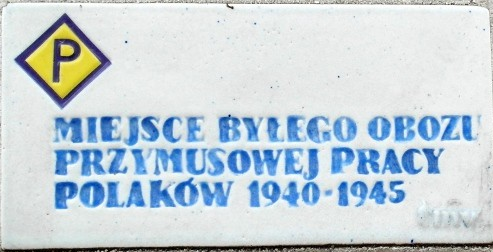 P
MIEJSCE BYŁEGO OBOZU
PRZYMUSOWEJ PRACY
POLAKÓW 1940-1945